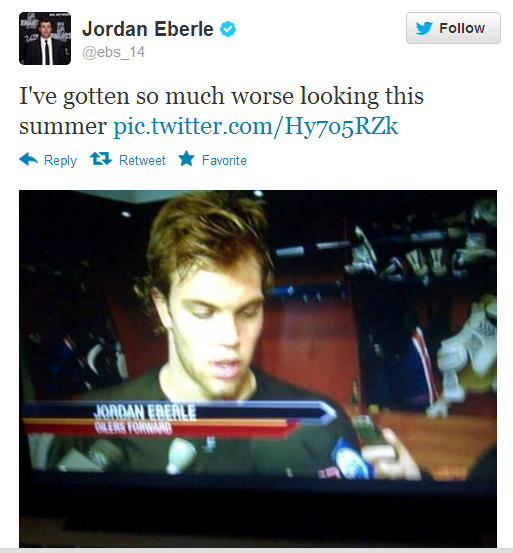 Jordan Eberle
@ebs_14
Follow
I've gotten so much worse looking this
summer pic.twitter.com/Hy7o5RZk
Reply Retweet Favorite
JORDAN EBERLE
OILERS FORWARD